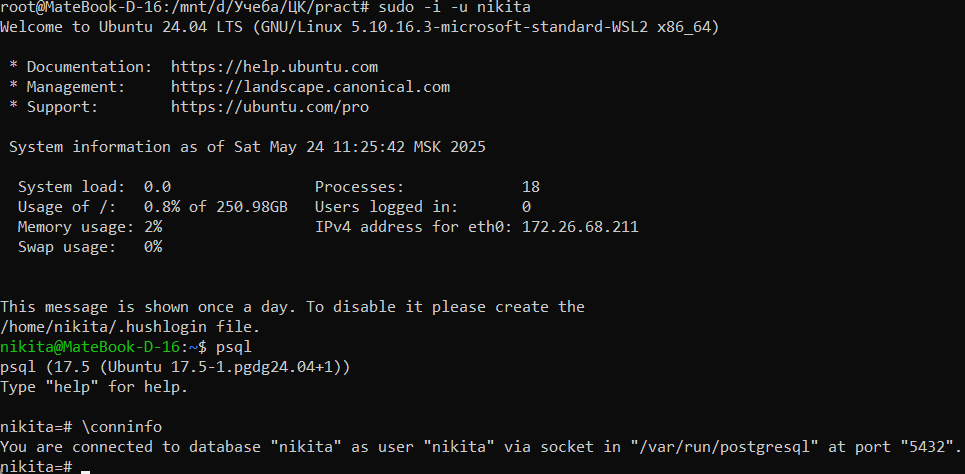 root@MateBook-D-16:/mnt/d/Учеба/ЦК/pract# sudo -i -u nikita
Welcome to Ubuntu 24.04 LTS (GNU/Linux 5.10.16.3-microsoft-standard-WSL2 x86_64)
* Documentation:  https://help.ubuntu.com
* Management:     https://landscape.canonical.com
* Support:        https://ubuntu.com/pro
System information as of Sat May 24 11:25:42 MSK 2025
System load:  0.0                Processes:             18
Usage of /:   0.8% of 250.98GB   Users logged in:       0
Memory usage: 2%                 IPv4 address for eth0: 172.26.68.211
Swap usage:   0%
This message is shown once a day. To disable it please create the
/home/nikita/.hushlogin file.
nikita@MateBook-D-16:~$ psql
psql (17.5 (Ubuntu 17.5-1.pgdg24.04+1))
Type "help" for help.
nikita=# \conninfo
You are connected to database "nikita" as user "nikita" via socket in "/var/run/postgresql" at port "5432".
nikita=#